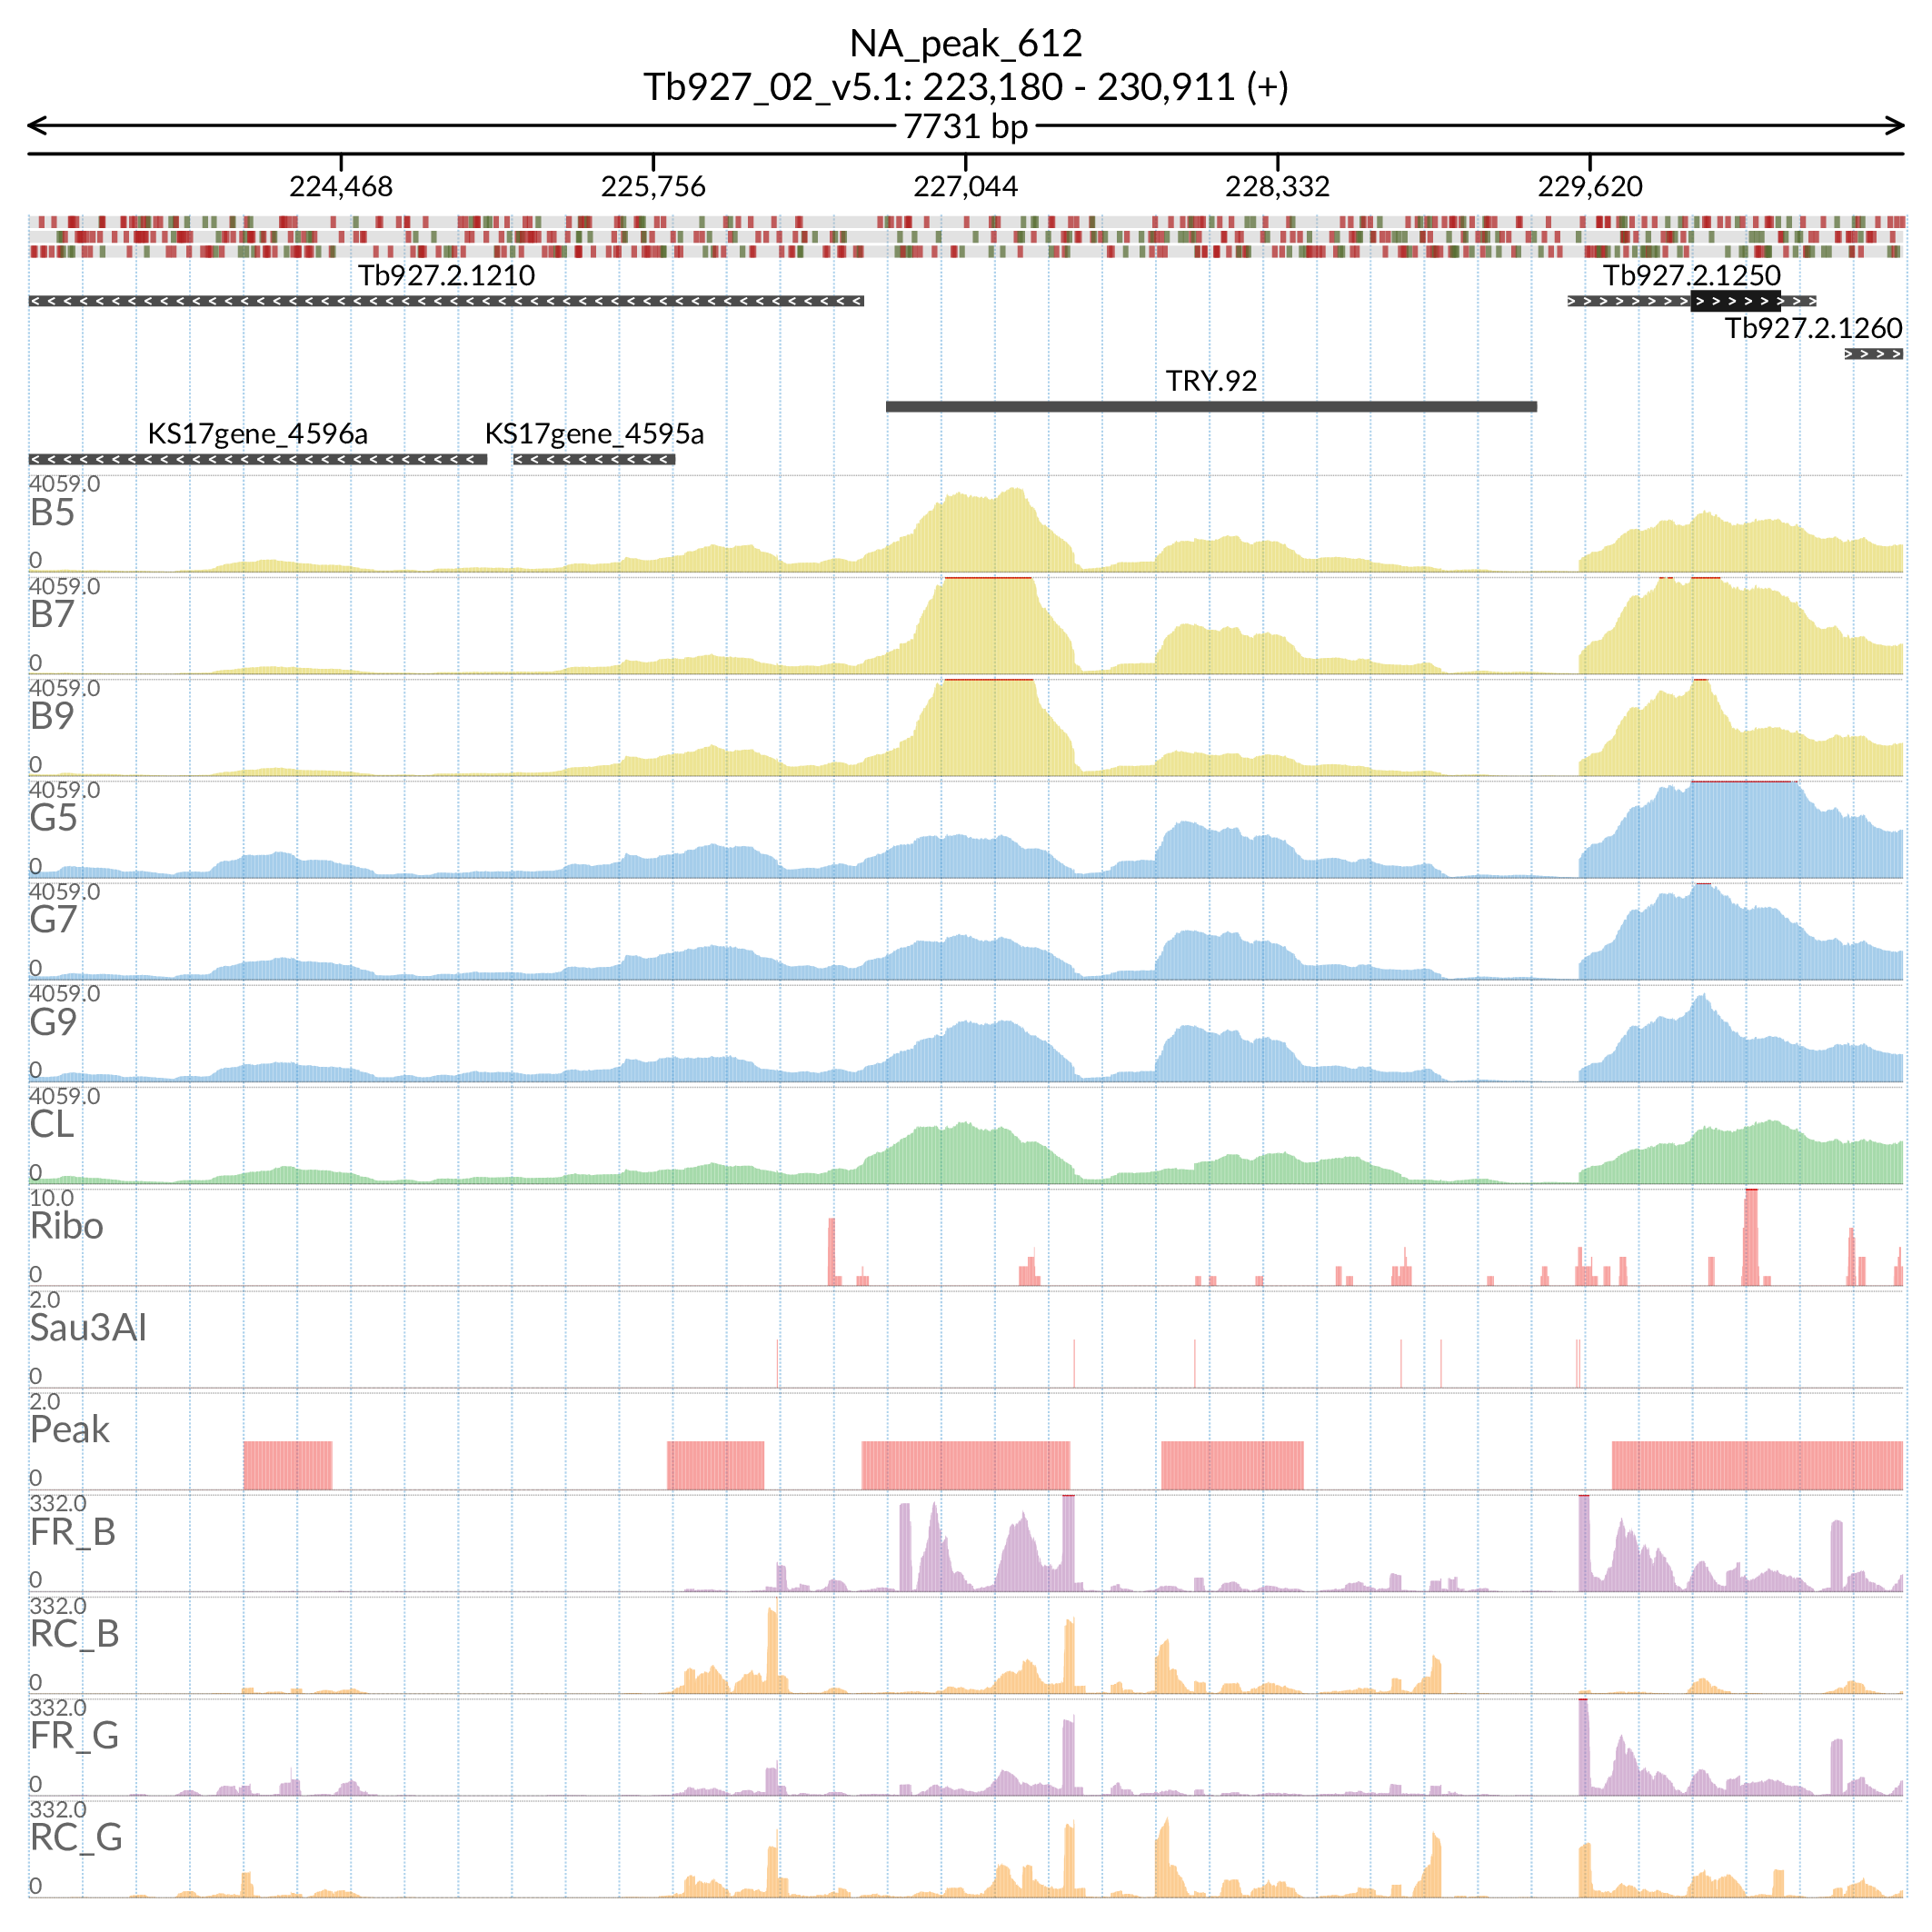 NA_peak_612
Tb927_02_v5.1: 223,180 - 230,911 (+)
7731 bp
224,468 225,756 227,044 228,332 229,620
Tb927.2.1210 Tb927.2.1250
Tb927.2.1260
TRY.92
KS17gene_4596a KS17gene_4595a
4059.0
B5
0
4059.0
B7
0
4059.0
B9
0
4059.0
G5
0
4059.0
G7
0
4059.0
G9
0
4059.0
CL
0
10.0
Ribo
0
2.0
Sau3AI
0
2.0
Peak
0
332.0
FR_B
0
332.0
RC_B
0
332.0
FR_G
0
332.0
RC_G
0